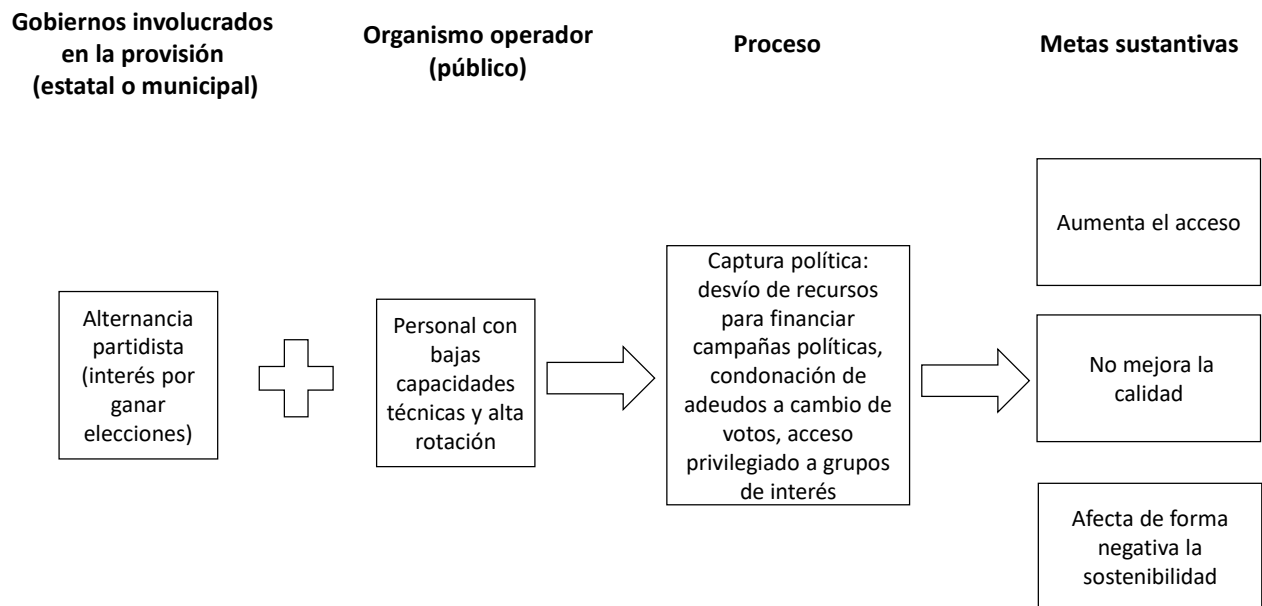 Gobiernos involucrados
en la provisión
(estatal o municipal)
Organismo operador
(público)
Proceso
Metas sustantivas
Alternancia
partidista
(interés por
ganar
elecciones)
Personal con
bajas
capacidades
técnicas y alta
rotación
Captura política:
desvío de recursos
para financiar
campañas políticas,
condonación de
adeudos a cambio de
votos, acceso
privilegiado a grupos
de interés
Aumenta el acceso
No mejora la
calidad
Afecta de forma
negativa la
sostenibilidad